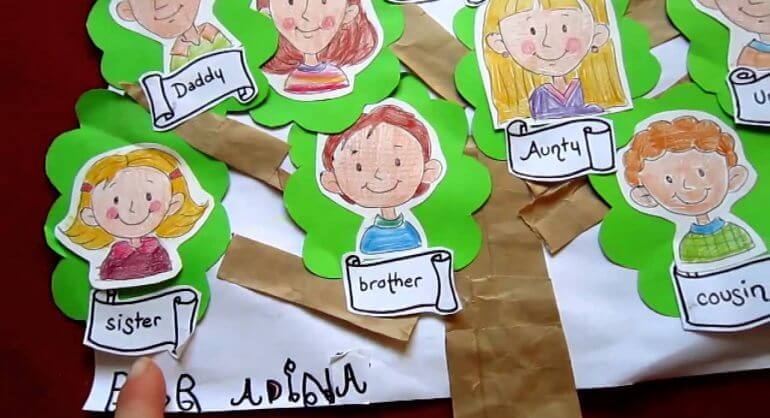 Daddy
Aunty
brother
cousin
sister
ADINA